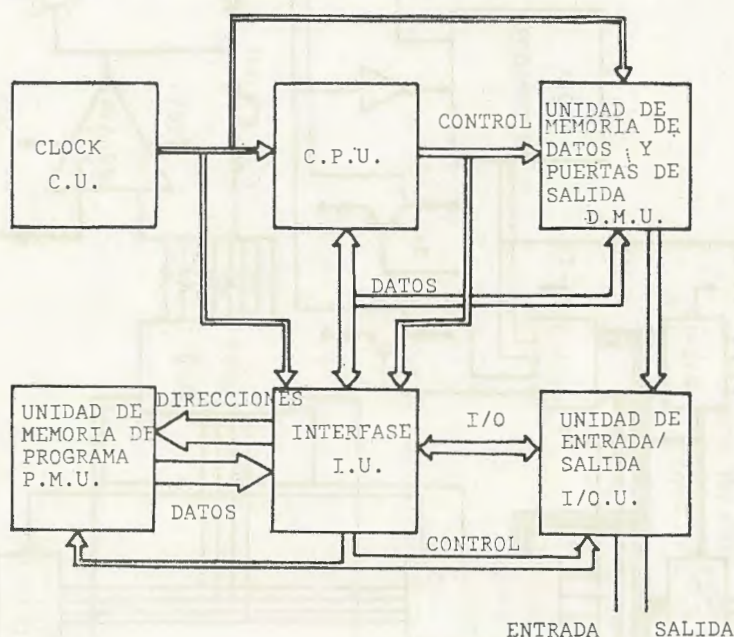 CLOCK
C.U.
C.P.U.
CONTROL
UNIDAD DE
MEMORIA DE
DATOS Y
PUERTAS DE
SALIDA
D.M.U.
DATOS
UNIDAD DE
MEMORIA DE
PROGRAMA
P.M.U.
DIRECCIONES
DATOS
INTERFASE
I.U.
I/O
UNIDAD DE
ENTRADA/
SALIDA
I/O.U.
CONTROL
ENTRADA SALIDA